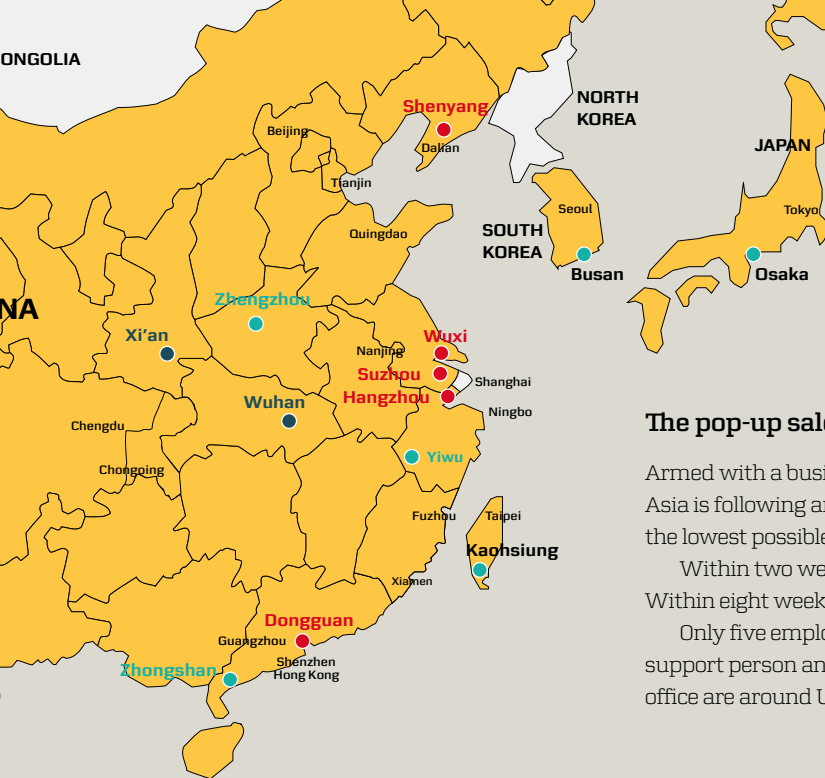 ONGOLIA
Shenyang
NORTH
KOREA
Beijing
Dalian
JAPAN
Tianjin
Seoul
Tokyo
Quingdao
SOUTH
KOREA
Busan
Osaka
Zhengzhou
NA
Xi’an
Wuxi
Nanjing
Suzhou
Shanghai
Hangzhou
Wuhan
Ningbo
Chengdu
Yiwu
Chongoing
Fuzhou
Taipei
Kaohsiung
Xiamen
Dongguan
Guangzhou
Shenzhen
Hong Kong
Zhongshan
The pop-up sal
Armed with a busi
Asia is following a
the lowest possible
Within two we
Within eight week
Only five emplo
support person an
office are around U